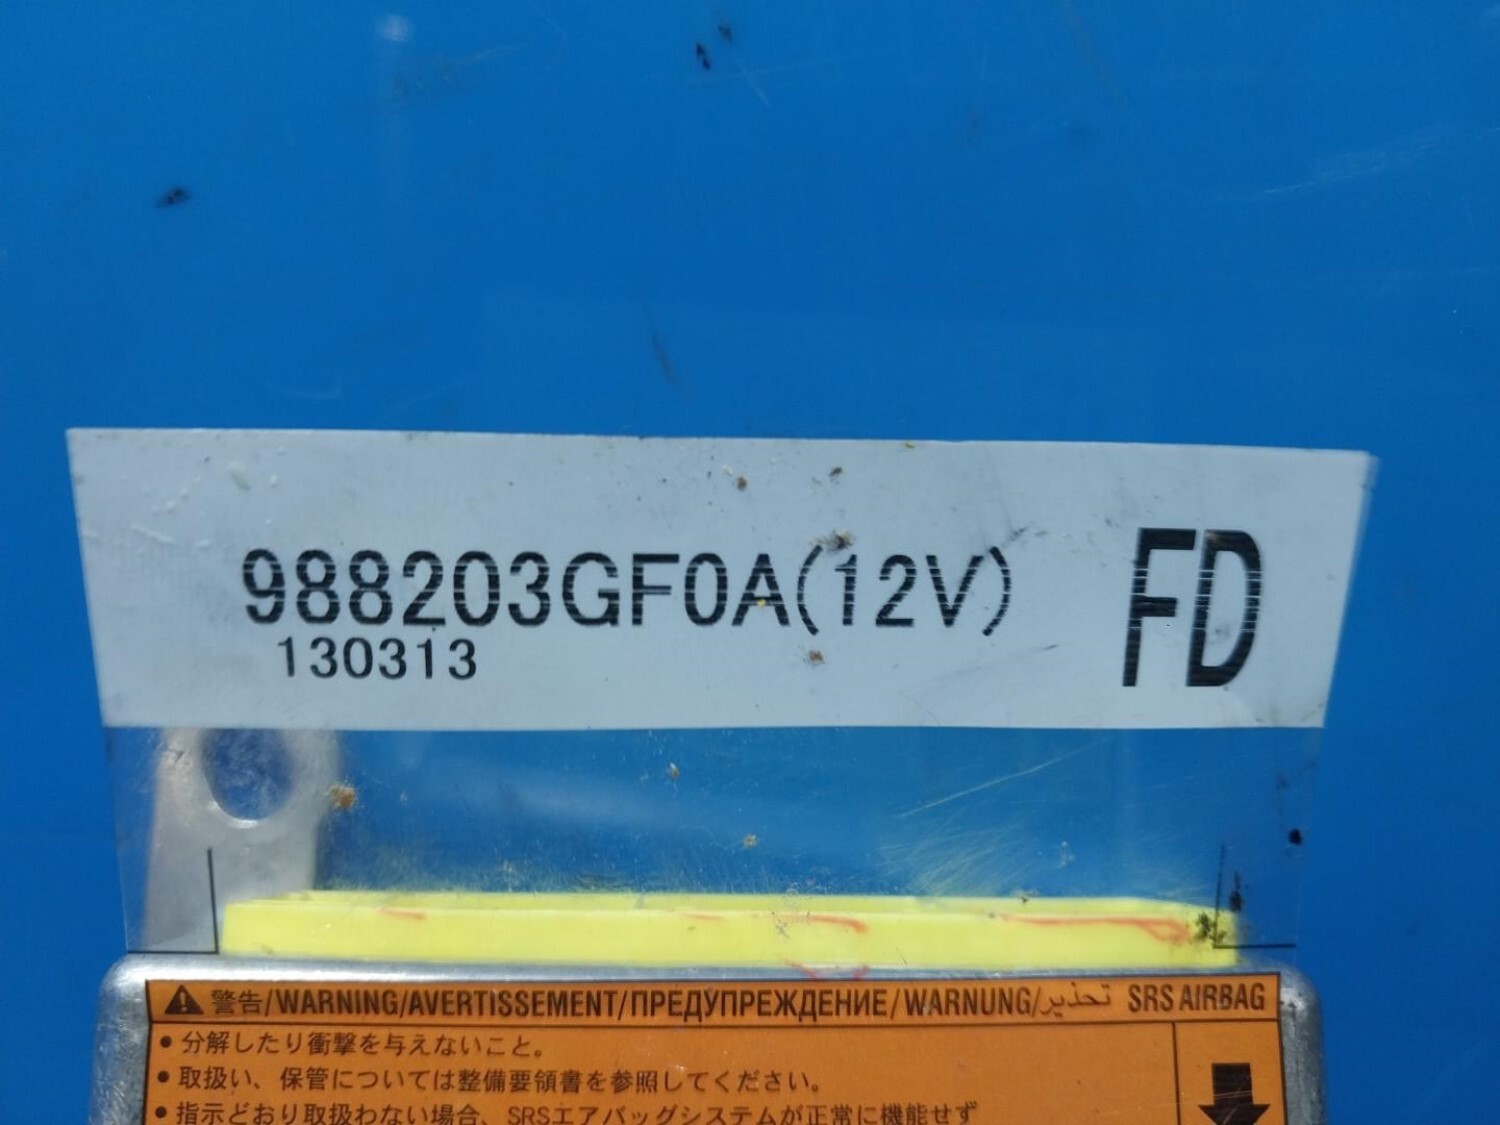 988203GF0A(12V) FD
130313
警告/WARNING/AVERTISSEMENT/ПРЕДУПРЕЖДЕНИЕ/WARNUNG/تحذير SRS AIRBAG
• 分解したり衝撃を与えないこと。
• 取扱い、保管については整備要領書を参照してください。
• 指示どおり取扱わない場合、SRSエアバッグシステムが正常に機能せず